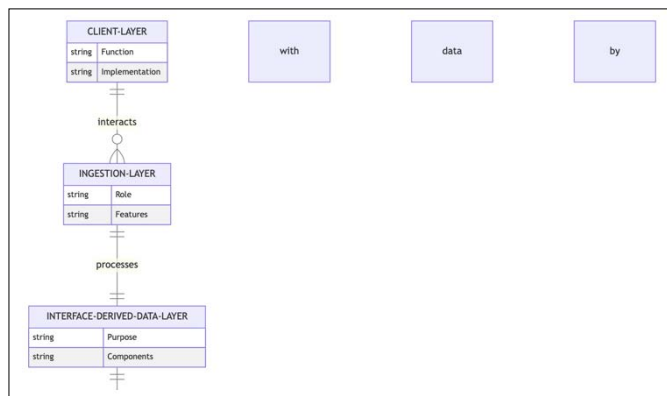 CLIENT-LAYER
string Function
string Implementation
with
data
by
interacts
INGESTION-LAYER
string Role
string Features
processes
INTERFACE-DERIVED-DATA-LAYER
string Purpose
string Components